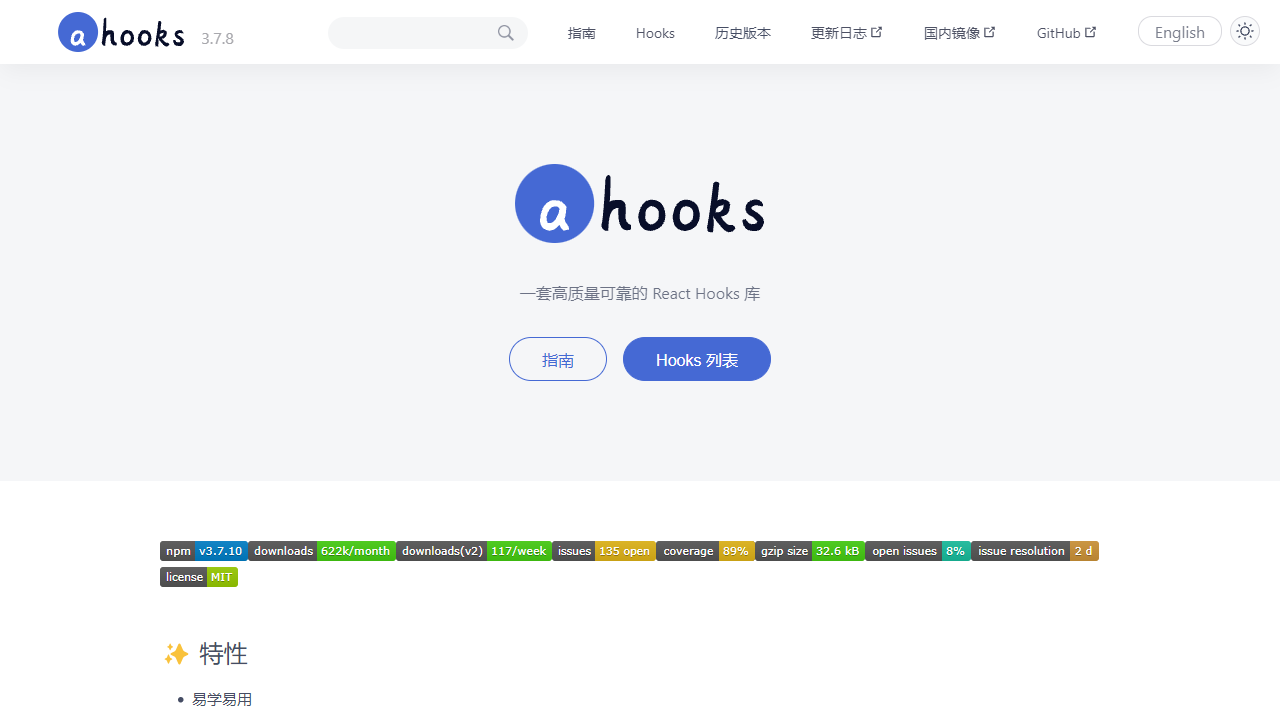 ahooks 3.7.8 指南 Hooks 历史版本 更新日志 国内镜像 GitHub English
ahooks
一套高质量可靠的 React Hooks 库
指南 Hooks 列表
npm v3.7.10 downloads 622k/month downloads(v2) 117/week issues 135 open coverage 89% gzip size 32.6 kB open issues 8% issue resolution 2 d
license MIT
✨ 特性
• 易学易用